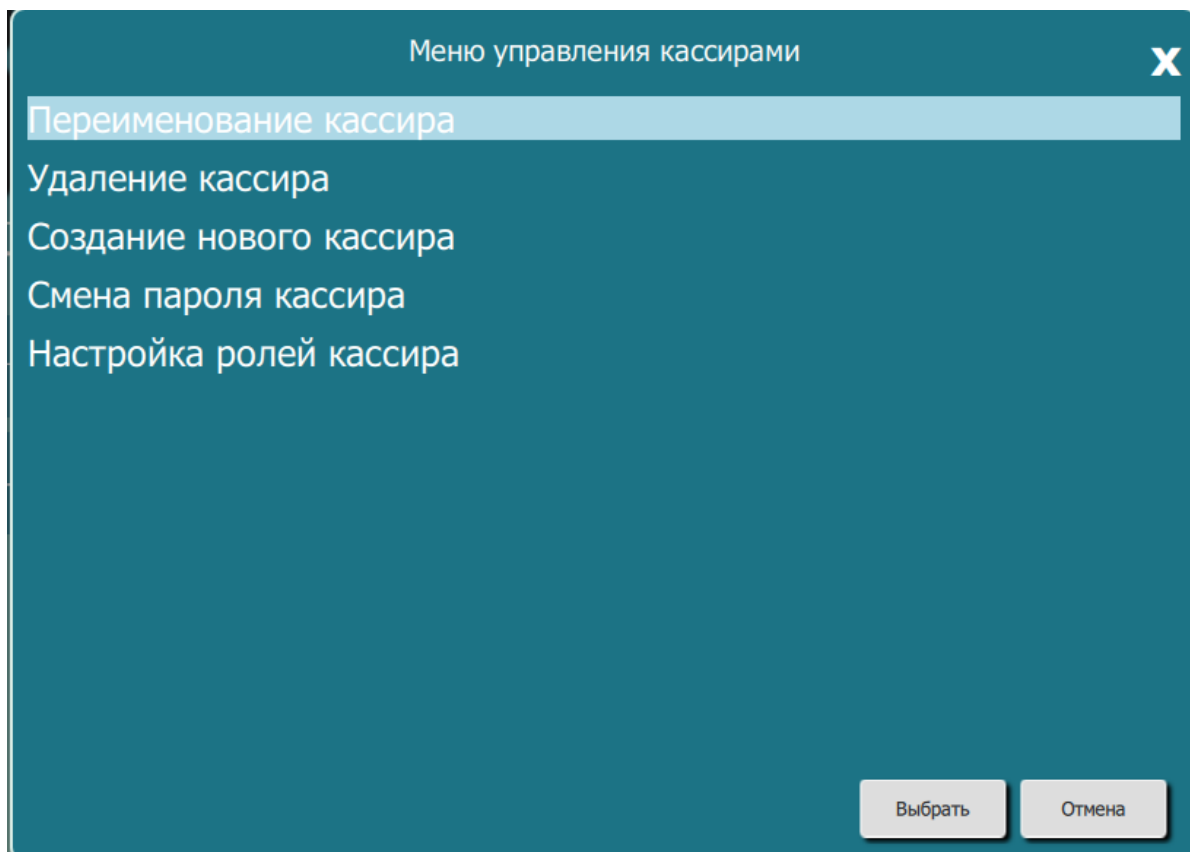 Меню управления кассирами
X
Переименование кассира
Удаление кассира
Создание нового кассира
Смена пароля кассира
Настройка ролей кассира
Выбрать
Отмена